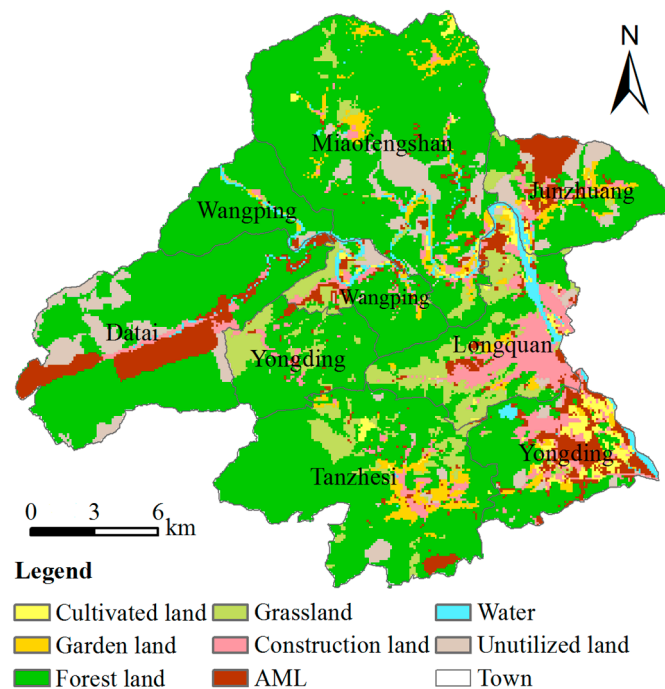 N
Miaofengshan
Junzhuang
Wangping
Wangping
Datai
Yongding
Longquan
Yongding
Tanzhesi
0 3 6
km
Legend
Cultivated land Grassland Water
Garden land Construction land Unutilized land
Forest land AML Town